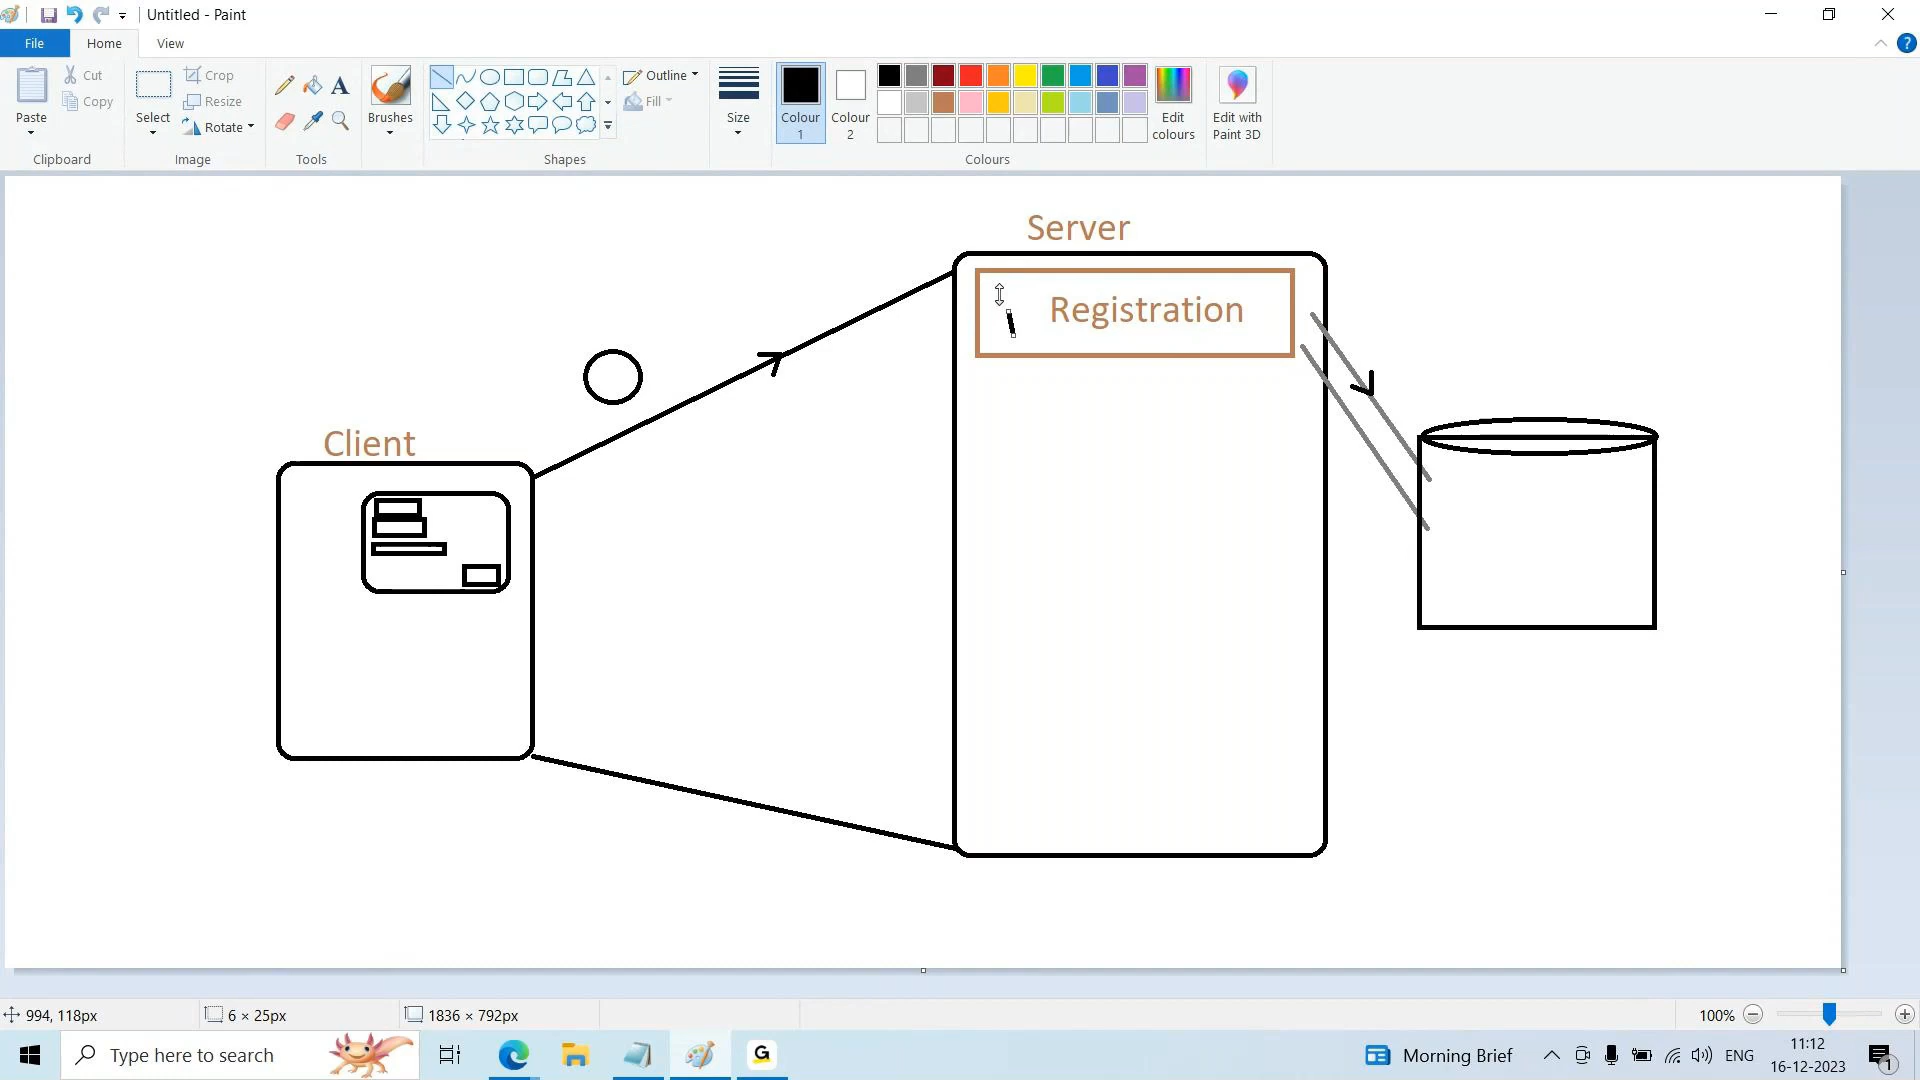 Untitled - Paint
File
Home
View
Paste
Cut
Copy
Clipboard
Select
Crop
Resize
Rotate
Image
A
Tools
Brushes
Outline
Fill
Shapes
Size
Colour
1
Colour
2
Edit
colours
Colours
Edit with
Paint 3D
Server
Registration
Client
994, 118px
6 × 25px
1836 × 792px
100%
Type here to search
G
Morning Brief
ENG
11:12
16-12-2023
1